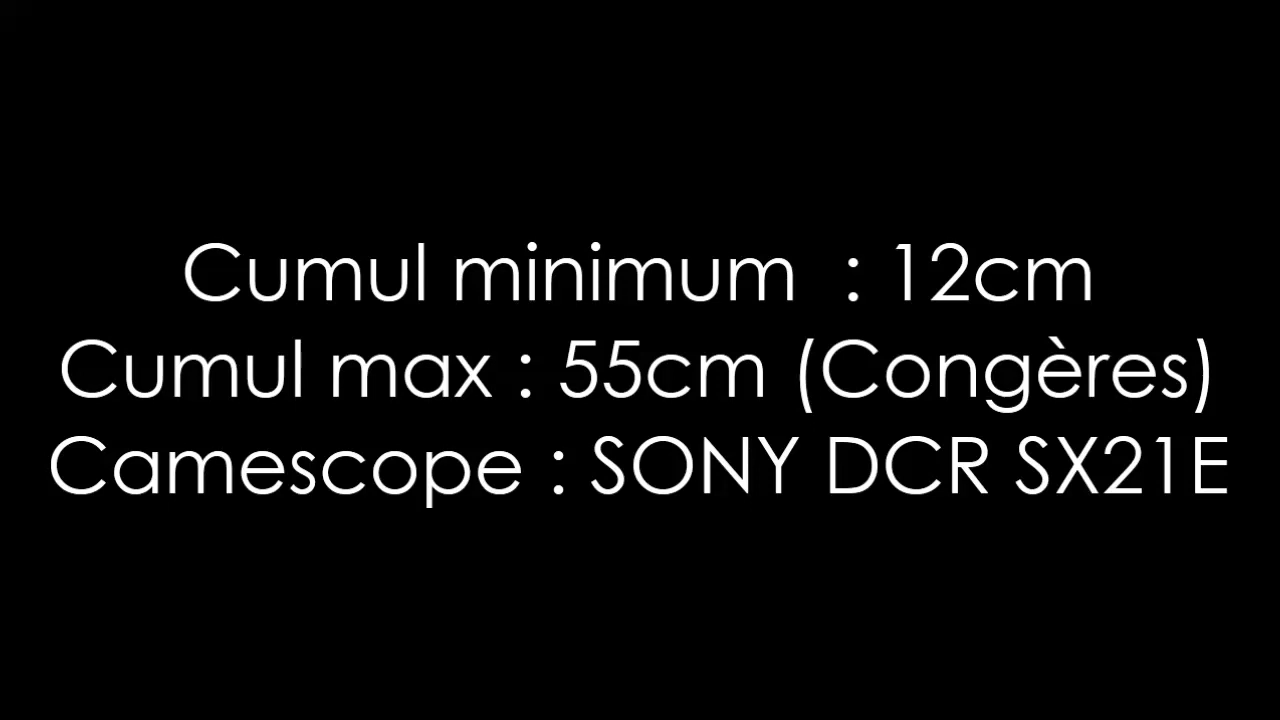 Cumul minimum  : 12cm
Cumul max : 55cm (Congères)
Camescope : SONY DCR SX21E